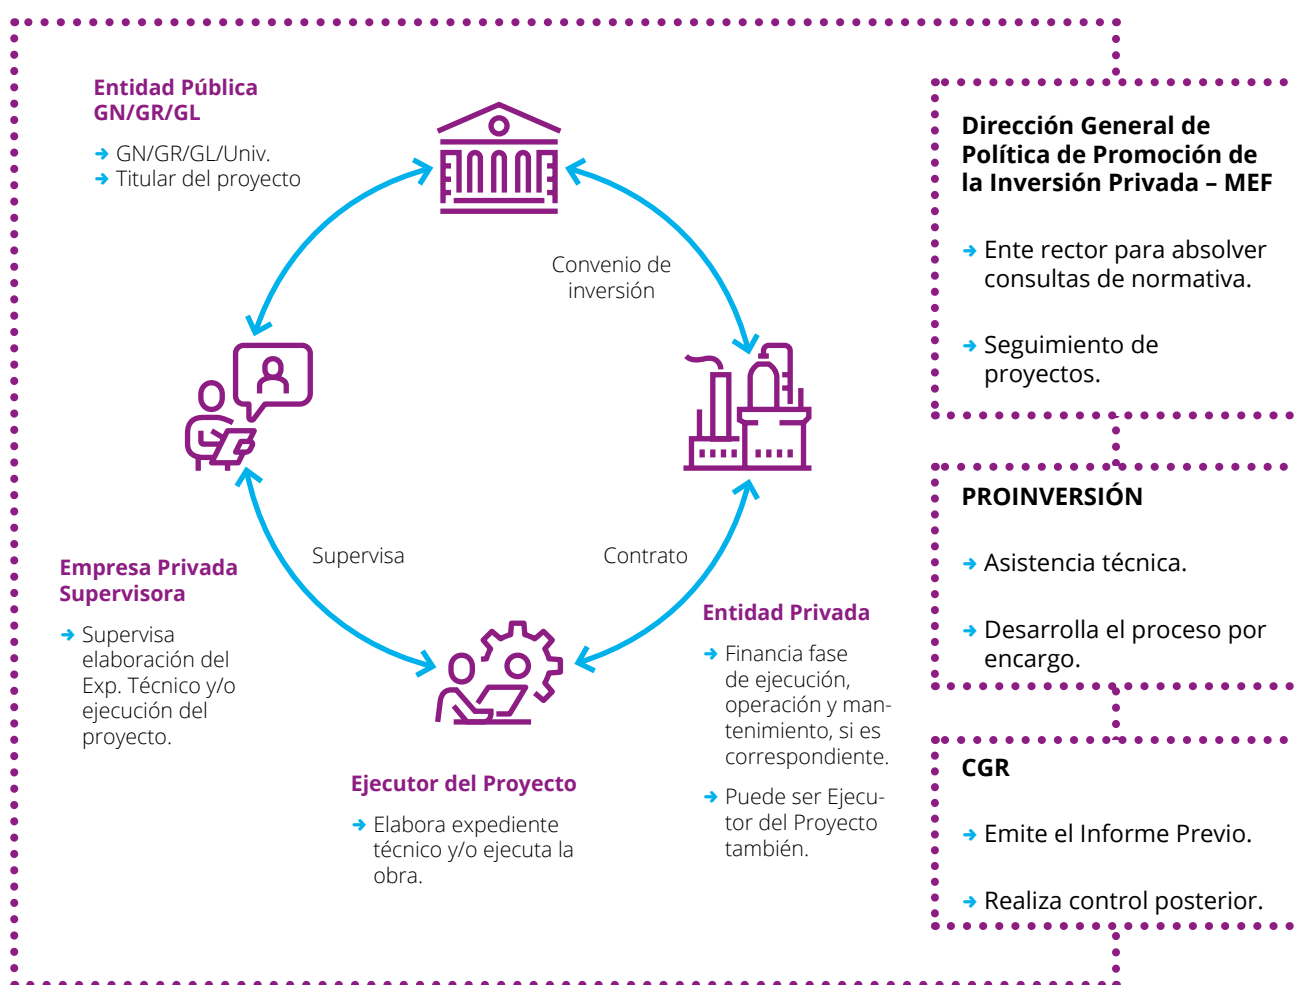 Entidad Pública
GN/GR/GL
GN/GR/GL/Univ.
Titular del proyecto
Convenio de
inversión
Supervisa
Contrato
Empresa Privada
Supervisora
Supervisa
elaboración del
Exp. Técnico y/o
ejecución del
proyecto.
Ejecutor del Proyecto
Elabora expediente
técnico y/o ejecuta la
obra.
Entidad Privada
Financia fase
de ejecución,
operación y man-
tenimiento, si es
correspondiente.
Puede ser Ejecu-
tor del Proyecto
también.
Dirección General de
Política de Promoción de
la Inversión Privada – MEF
Ente rector para absolver
consultas de normativa.
Seguimiento de
proyectos.
PROINVERSIÓN
Asistencia técnica.
Desarrolla el proceso por
encargo.
CGR
Emite el Informe Previo.
Realiza control posterior.